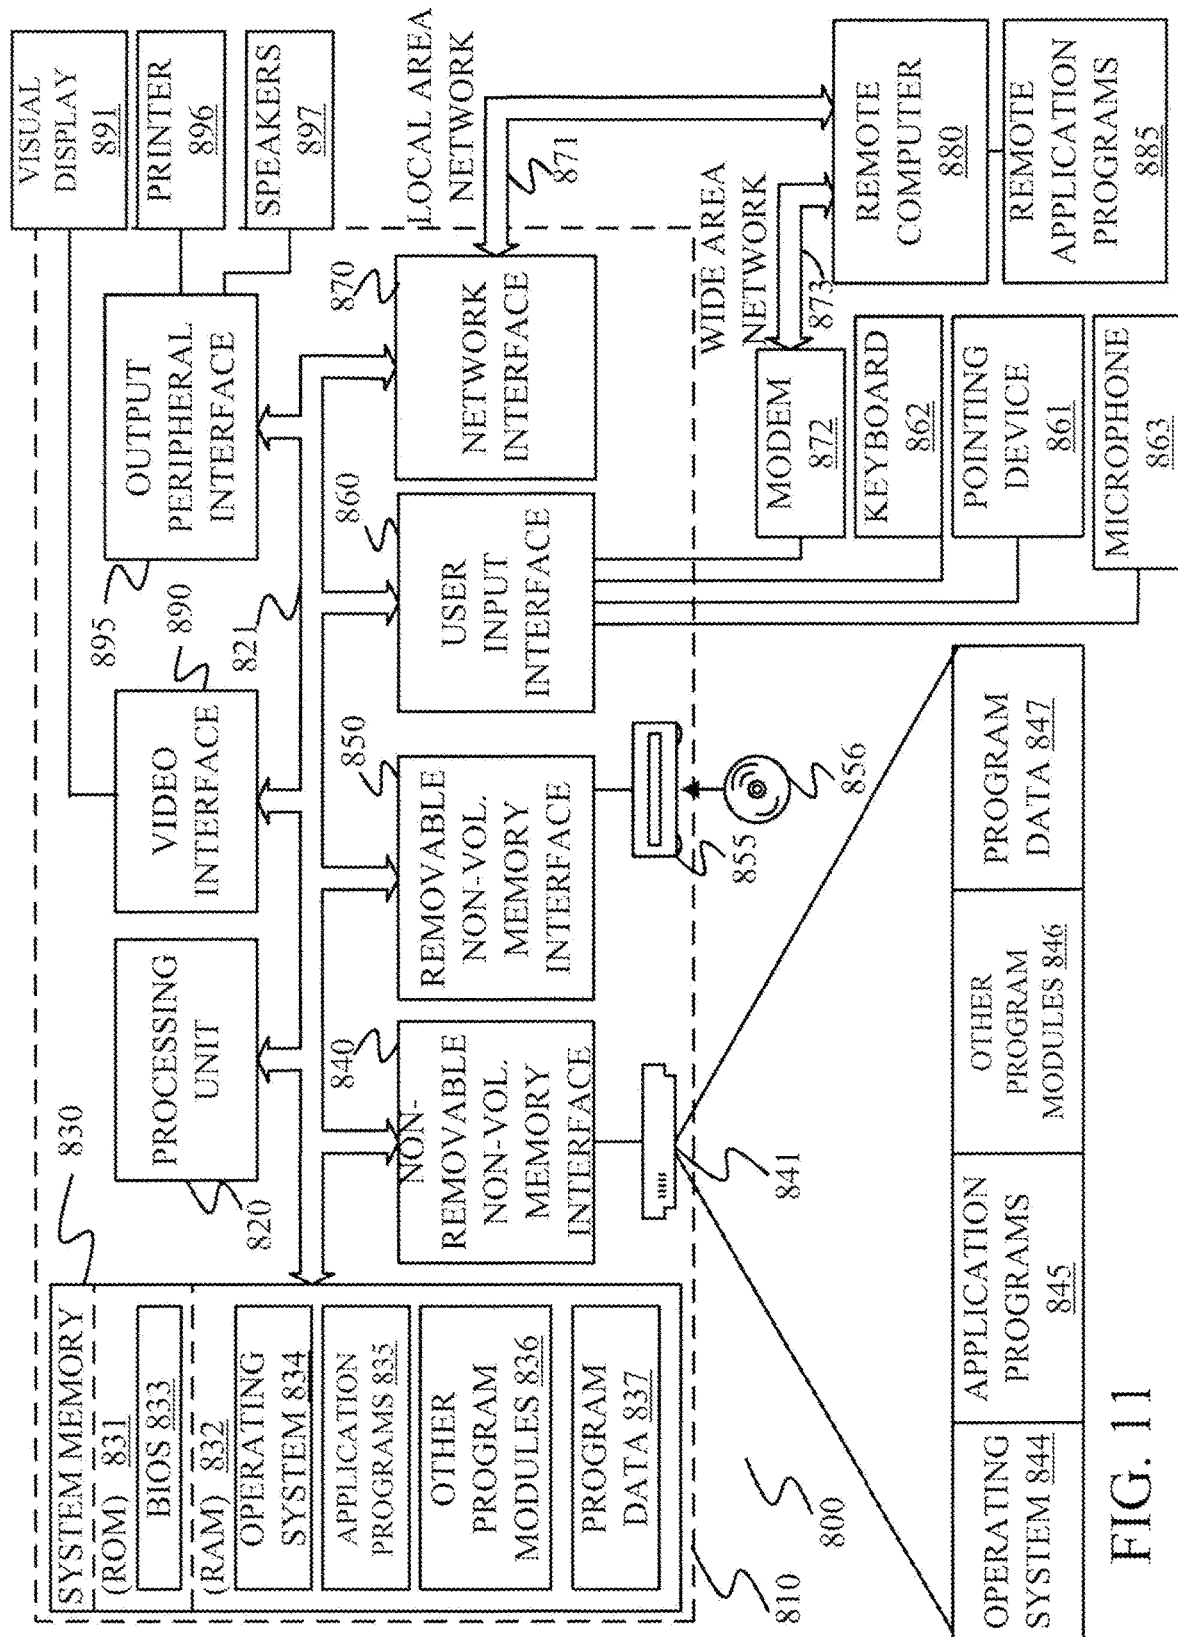 SYSTEM MEMORY
(ROM) 831
BIOS 833
(RAM) 832
OPERATING
SYSTEM 834
APPLICATION
PROGRAMS 835
OTHER
PROGRAM
MODULES 836
PROGRAM
DATA 837
830
PROCESSING
UNIT
820
VIDEO
INTERFACE
890
821
OUTPUT
PERIPHERAL
INTERFACE
895
VISUAL
DISPLAY
891
PRINTER
896
SPEAKERS
897
NON-
REMOVABLE
NON-VOL.
MEMORY
INTERFACE
840
REMOVABLE
NON-VOL.
MEMORY
INTERFACE
850
USER
INPUT
INTERFACE
860
NETWORK
INTERFACE
870
LOCAL AREA
NETWORK
871
841
855
856
WIDE AREA
NETWORK
873
MODEM
872
KEYBOARD
862
POINTING
DEVICE
861
MICROPHONE
863
REMOTE
COMPUTER
880
REMOTE
APPLICATION
PROGRAMS
885
810
800
OPERATING
SYSTEM 844
APPLICATION
PROGRAMS
845
OTHER
PROGRAM
MODULES 846
PROGRAM
DATA 847
FIG. 11